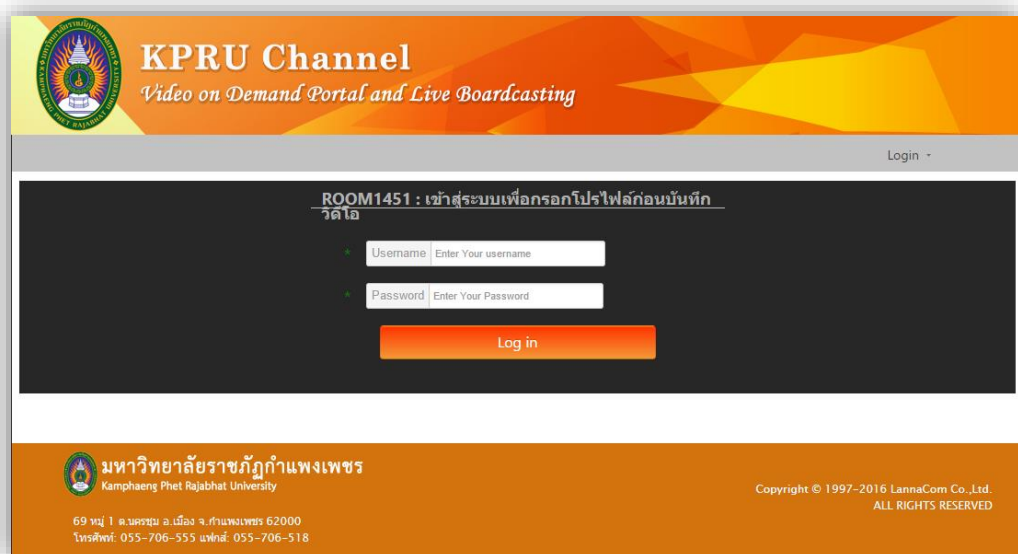 KPRU Channel
Video on Demand Portal and Live Boardcasting
Login
ROOM1451 : เข้าสู่ระบบเพื่อกรอกโปรไฟล์ก่อนบันทึก
วิดีโอ
* Username Enter Your username
* Password Enter Your Password
Log in
มหาวิทยาลัยราชภัฏกำแพงเพชร
Kamphaeng Phet Rajabhat University
Copyright © 1997-2016 LannaCom Co.,Ltd.
ALL RIGHTS RESERVED
69 หมู่ 1 ต.นครชุม อ.เมือง จ.กำแพงเพชร 62000
โทรศัพท์: 055-706-555 แฟกส์: 055-706-518